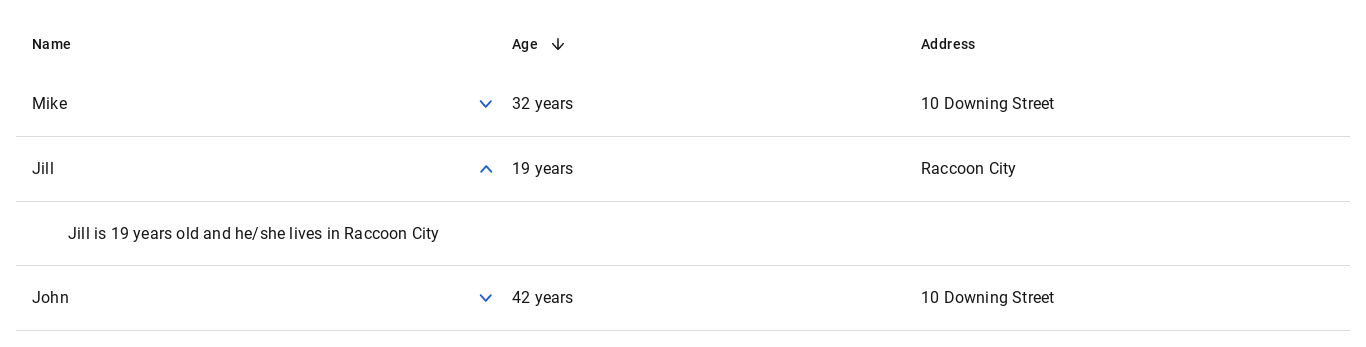 Name Age Address
Mike 32 years 10 Downing Street
Jill 19 years Raccoon City
Jill is 19 years old and he/she lives in Raccoon City
John 42 years 10 Downing Street